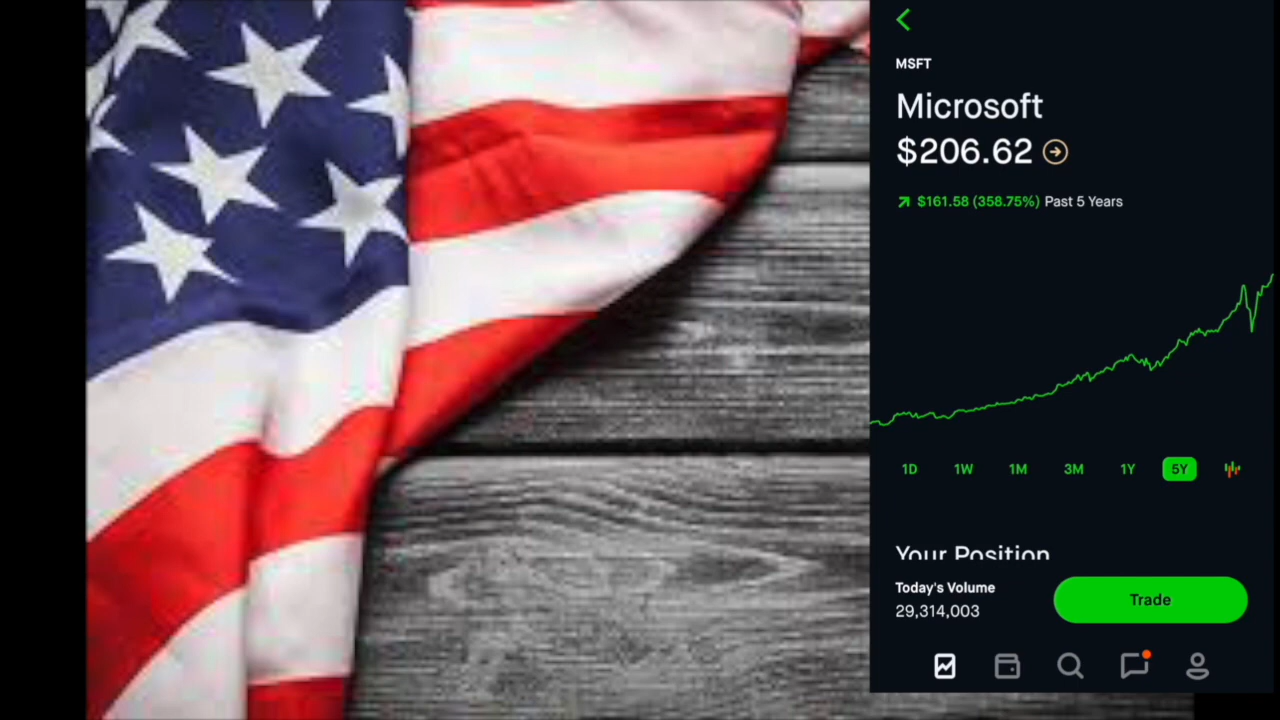 MSFT
Microsoft
$206.62
$161.58 (358.75%) Past 5 Years
1D 1W 1M 3M 1Y 5Y
Your Position
Today's Volume
29,314,003
Trade